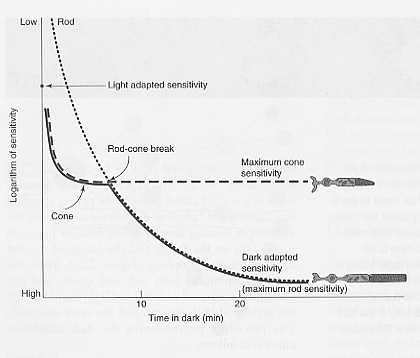 Low
Rod
Light adapted sensitivity
Rod-cone break
Maximum cone
sensitivity
Cone
Dark adapted
sensitivity
(maximum rod sensitivity)
High
10
20
Time in dark (min)
Logarithm of sensitivity